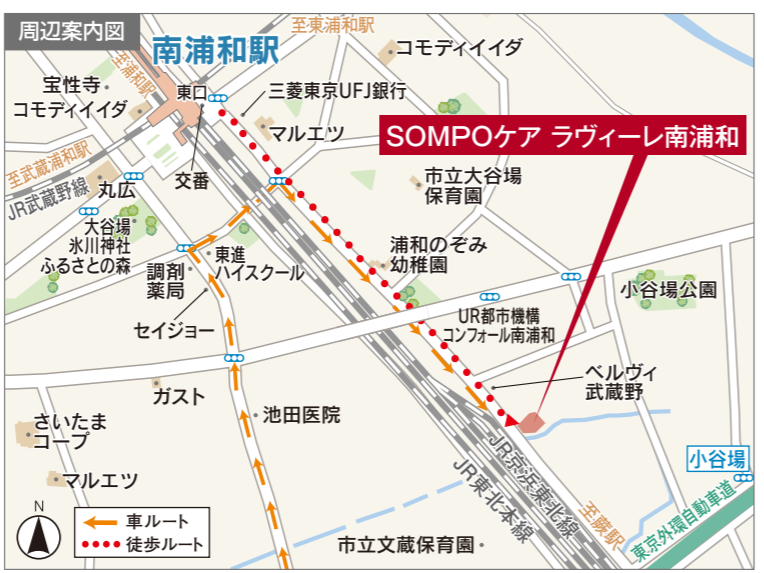 周辺案内図
南浦和駅
至東浦和駅
コモディイイダ
至浦和駅
宝性寺
コモディイイダ
東口
三菱東京UFJ銀行
マルエツ
SOMPOケア ラヴィーレ南浦和
至武蔵浦和駅
JR武蔵野線
丸広
交番
市立大谷場
保育園
大谷場
氷川神社
ふるさとの森
東進
ハイスクール
調剤
薬局
セイジョー
浦和のぞみ
幼稚園
小谷場公園
UR都市機構
コンフォール南浦和
ベルヴィ
武蔵野
ガスト
池田医院
さいたま
コープ
マルエツ
小谷場
JR京浜東北線
JR東北本線
至蕨駅
東京外環自動車道
N
車ルート
徒歩ルート
市立文蔵保育園